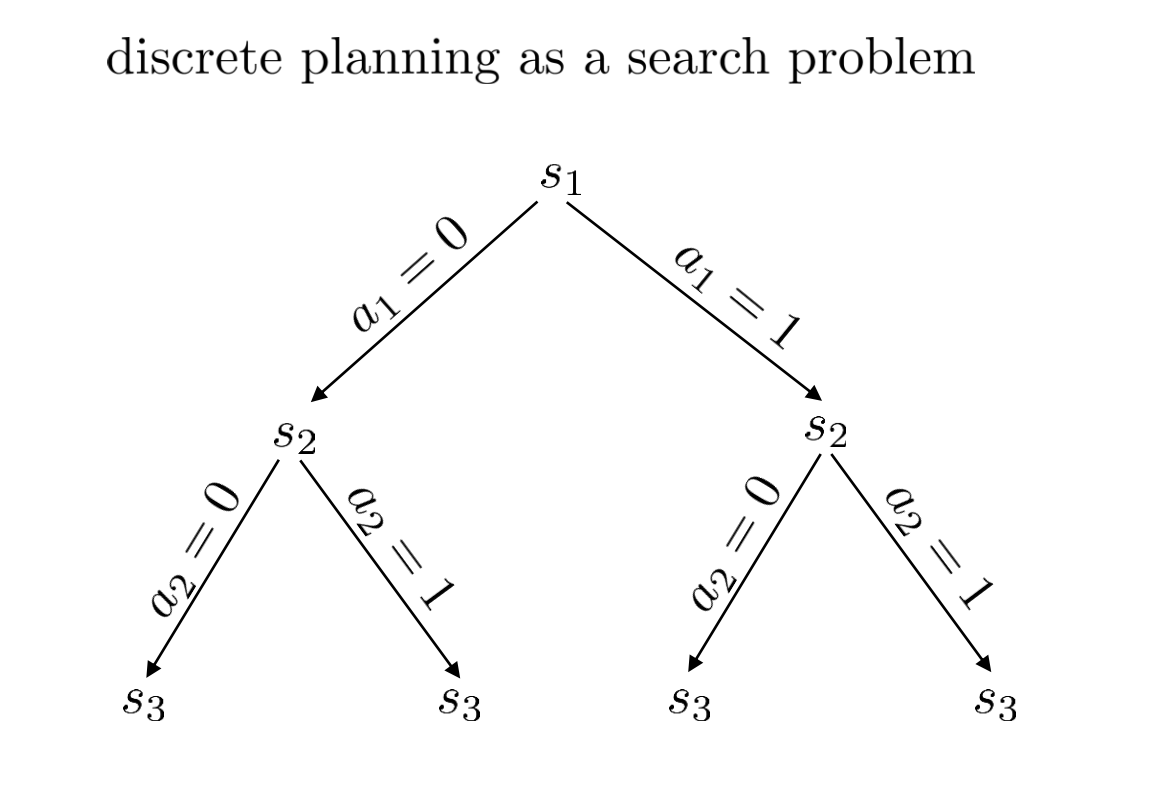 discrete planning as a search problem
s₁
a₁ = 0
a₁ = 1
s₂
s₂
a₂ = 0
a₂ = 1
a₂ = 0
a₂ = 1
s₃
s₃
s₃
s₃